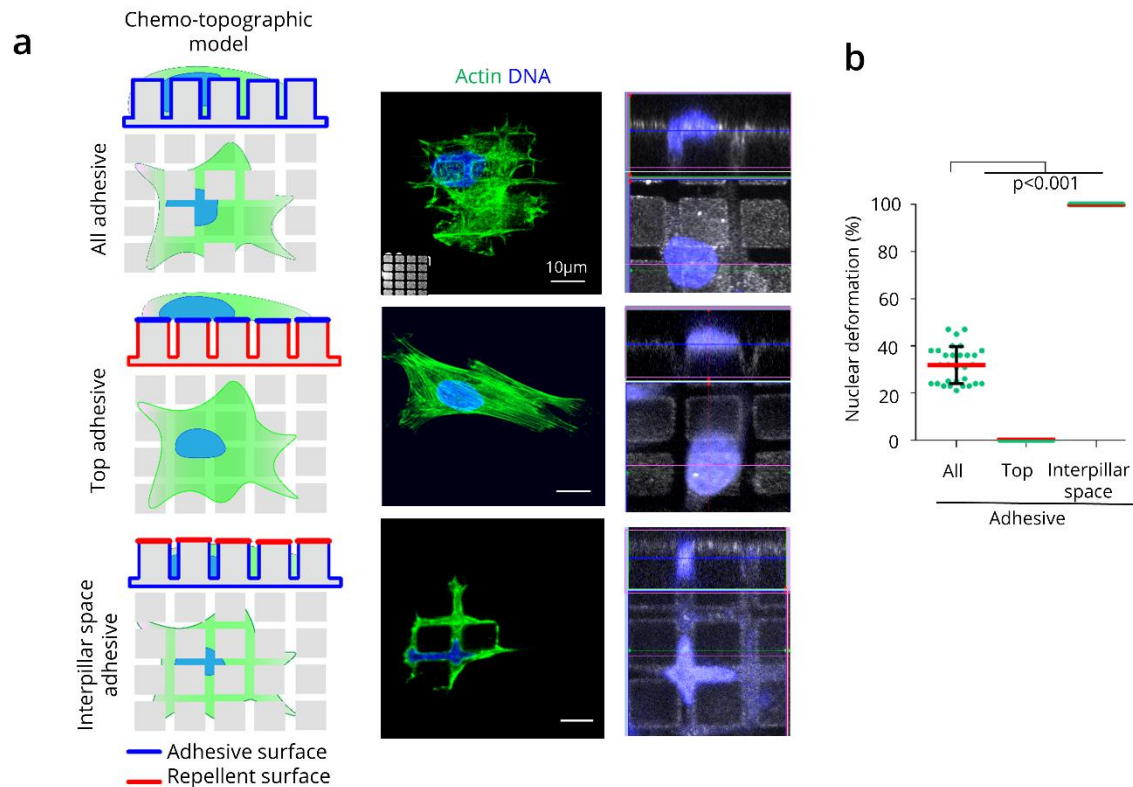 a
Chemo-topographic
model
Actin DNA
All adhesive
10µm
Top adhesive
Interpillar space
adhesive
Adhesive surface
Repellent surface
b
p<0.001
Nuclear deformation (%)
100
80
60
40
20
0
All
Top
Interpillar
space
Adhesive